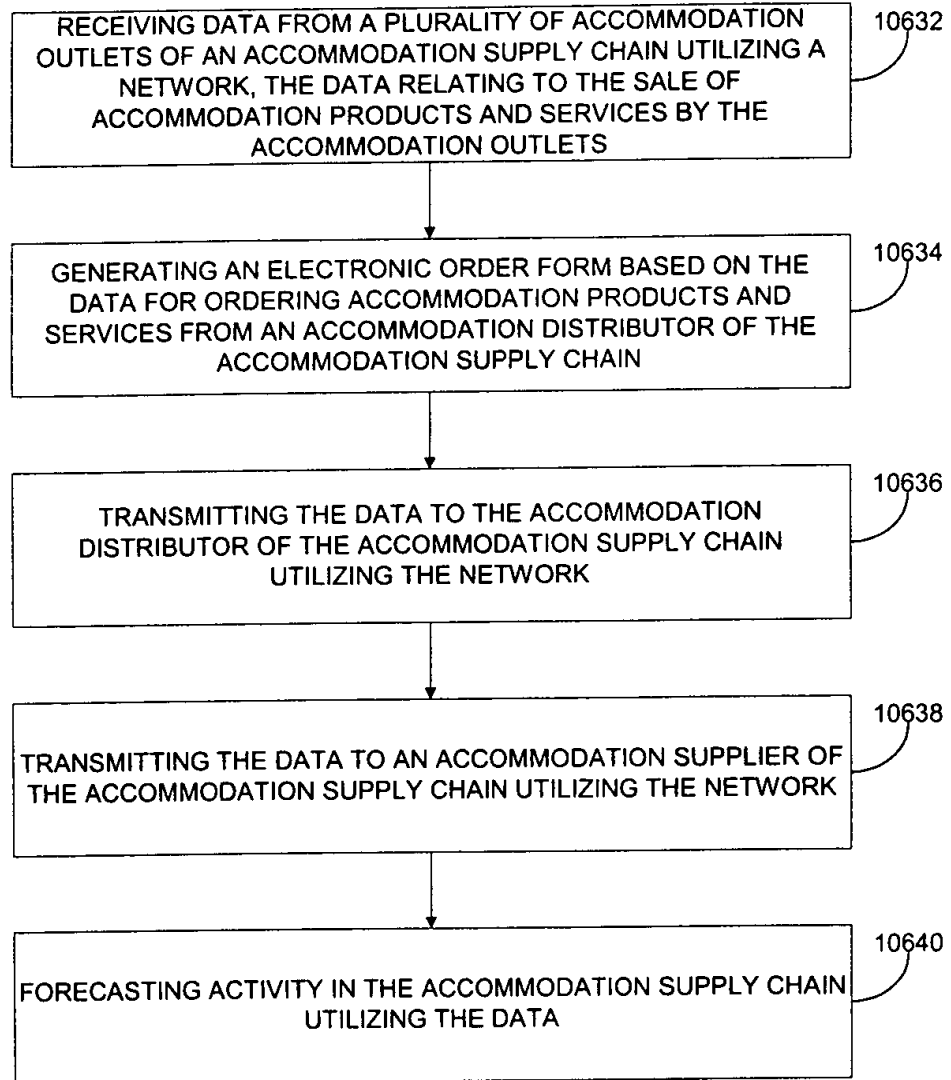 RECEIVING DATA FROM A PLURALITY OF ACCOMMODATION
OUTLETS OF AN ACCOMMODATION SUPPLY CHAIN UTILIZING A
NETWORK, THE DATA RELATING TO THE SALE OF
ACCOMMODATION PRODUCTS AND SERVICES BY THE
ACCOMMODATION OUTLETS
10632
GENERATING AN ELECTRONIC ORDER FORM BASED ON THE
DATA FOR ORDERING ACCOMMODATION PRODUCTS AND
SERVICES FROM AN ACCOMMODATION DISTRIBUTOR OF THE
ACCOMMODATION SUPPLY CHAIN
10634
TRANSMITTING THE DATA TO THE ACCOMMODATION
DISTRIBUTOR OF THE ACCOMMODATION SUPPLY CHAIN
UTILIZING THE NETWORK
10636
TRANSMITTING THE DATA TO AN ACCOMMODATION SUPPLIER OF
THE ACCOMMODATION SUPPLY CHAIN UTILIZING THE NETWORK
10638
FORECASTING ACTIVITY IN THE ACCOMMODATION SUPPLY CHAIN
UTILIZING THE DATA
10640